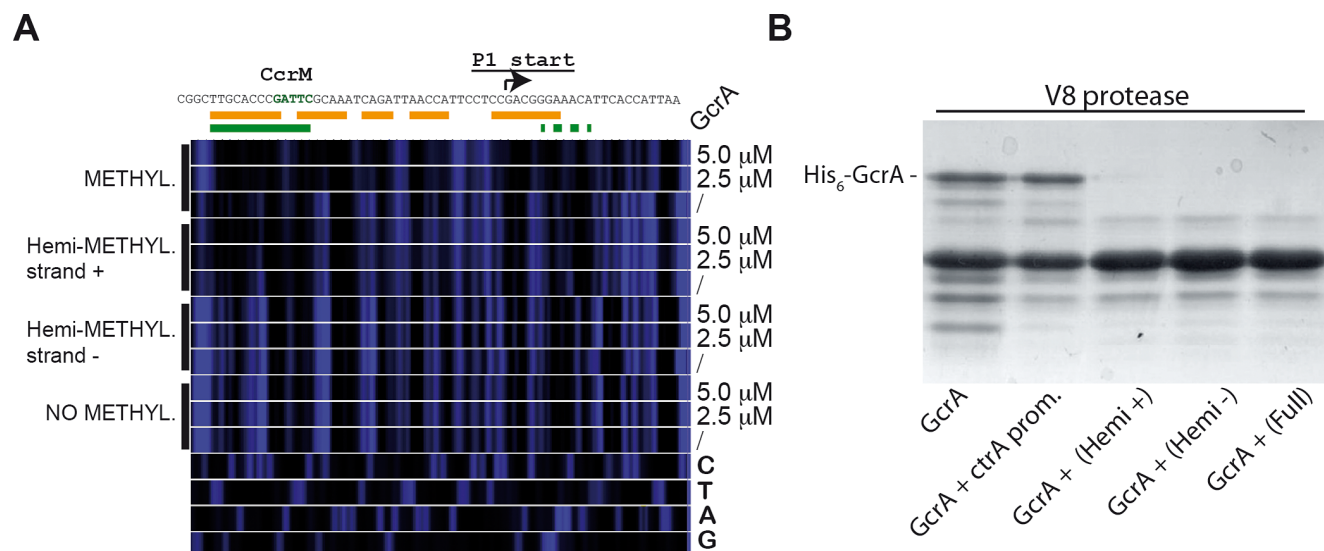 A
B
P1 start
CcrM
CGGCTTGCACCCGATTCGCAAATCAGATTAACCATTCCTCCGACGGGAAACATTCACCATTAA
GcrA
METHYL.
5.0 µM
2.5 µM
/
Hemi-METHYL.
strand +
5.0 µM
2.5 µM
/
Hemi-METHYL.
strand -
5.0 µM
2.5 µM
/
NO METHYL.
5.0 µM
2.5 µM
/
C
T
A
G
V8 protease
His6-GcrA -
GcrA
GcrA + ctrA prom.
GcrA + (Hemi +)
GcrA + (Hemi -)
GcrA + (Full)